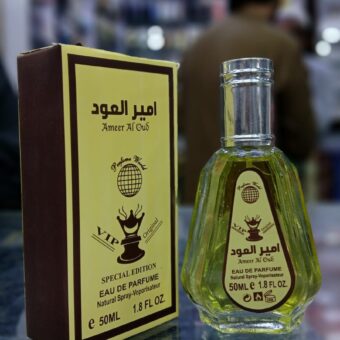 امير العود
Ameer Al Oud
Perfume World
VIP Original
SPECIAL EDITION
EAU DE PARFUME
Natural Spray-Vaporisateur
e 50ML 1.8 FL OZ.
امير العود
Ameer Al Oud
EAU DE PARFUME
Natural Spray-Vaporisateur
50ML e 1.8 FL OZ.